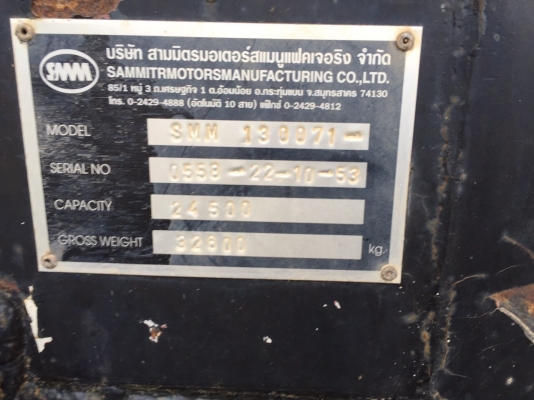 SMM
บริษัท สามมิตรมอเตอร์สแมนูแฟคเจอริง จำกัด
SAMMITRMOTORSMANUFACTURING CO.,LTD.
85/1 หมู่ 3 ถ.เศรษฐกิจ 1 ต.อ้อมน้อย อ.กระทุ่มแบน จ.สมุทรสาคร 74130
โทร. 0-2429-4888 (อัตโนมัติ 10 สาย) แฟ็กซ์ 0-2429-4812
MODEL SMM
SERIAL NO 0558-22-10-53
CAPACITY 24500
GROSS WEIGHT kg.